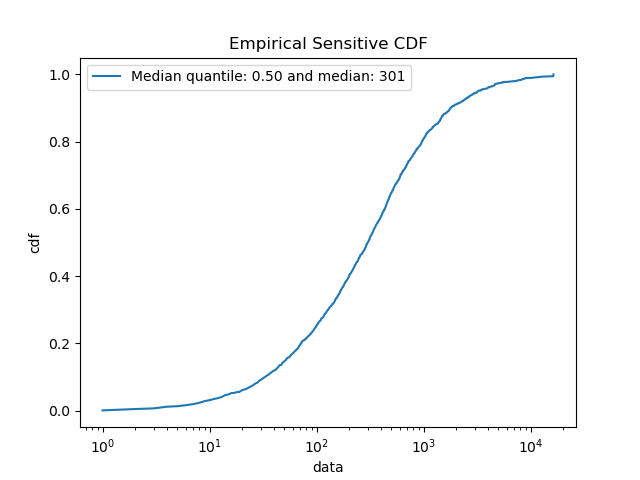 Empirical Sensitive CDF
Median quantile: 0.50 and median: 301
cdf
1.0
0.8
0.6
0.4
0.2
0.0
10⁰ 10¹ 10² 10³ 10⁴
data